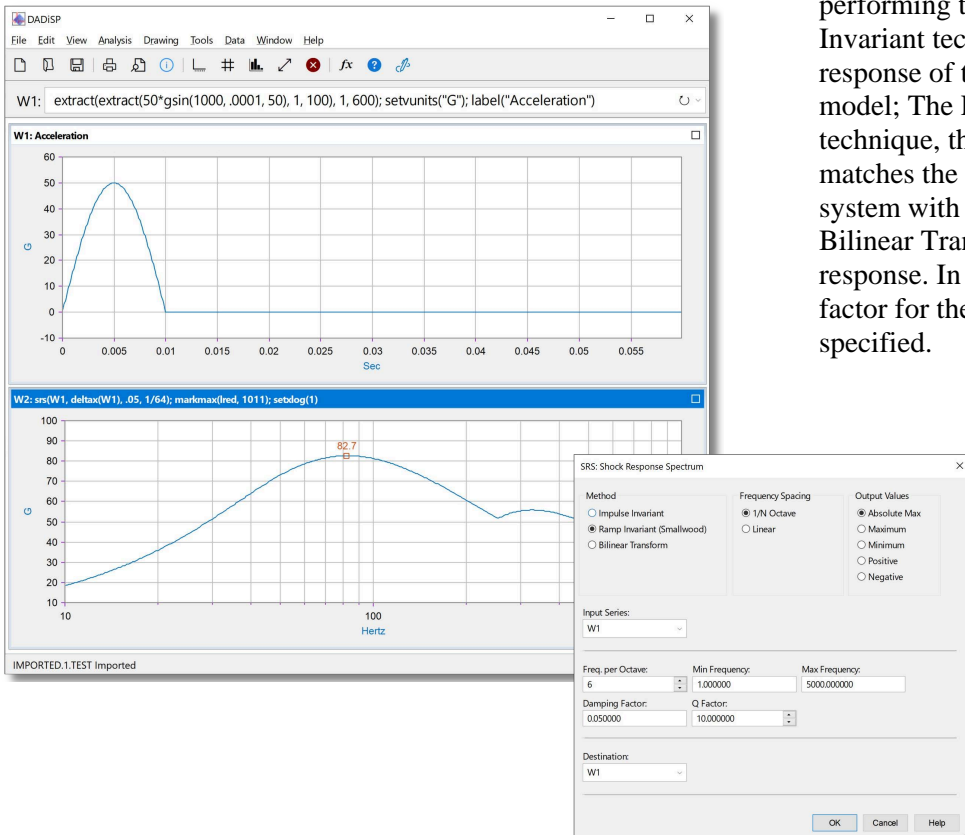 DADiSP
File Edit View Analysis Drawing Tools Data Window Help
fx ?
W1: extract(extract(50*gsin(1000, .0001, 50), 1, 100), 1, 600); setvunits("G"); label("Acceleration")
W1: Acceleration
60
50
40
30
20
10
0
-10
G
0 0.005 0.01 0.015 0.02 0.025 0.03 0.035 0.04 0.045 0.05 0.055
Sec
W2: srs(W1, deltax(W1), .05, 1/64); markmax(lred, 1011); setxlog(1)
100
90
80
70
60
50
40
30
20
10
G
82.7
10 100
Hertz
IMPORTED.1.TEST Imported
performing
Invariant
response of
model; The
technique,
matches the
system with
Bilinear
response. In
factor for
specified.
SRS: Shock Response Spectrum
Method Frequency Spacing Output Values
Impulse Invariant 1/N Octave Absolute Max
Ramp Invariant (Smallwood) Linear Maximum
Bilinear Transform Minimum
Positive
Negative
Input Series:
W1
Freq. per Octave: Min Frequency: Max Frequency:
6 1.000000 5000.000000
Damping Factor: Q Factor:
0.050000 10.000000
Destination:
W1
OK Cancel Help